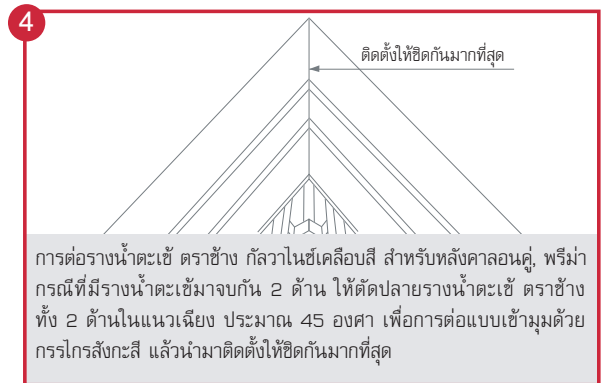 4
ติดตั้งให้ชิดกันมากที่สุด
การต่อรางน้ำตะเข้ ตราช้าง กัลวาไนซ์เคลือบสี สำหรับหลังคาลอนคู่, พรีม่า
กรณีที่มีรางน้ำตะเข้มาจบกัน 2 ด้าน ให้ตัดปลายรางน้ำตะเข้ ตราช้าง
ทั้ง 2 ด้านในแนวเฉียง ประมาณ 45 องศา เพื่อการต่อแบบเข้ามุมด้วย
กรรไกรสังกะสี แล้วนำมาติดตั้งให้ชิดกันมากที่สุด